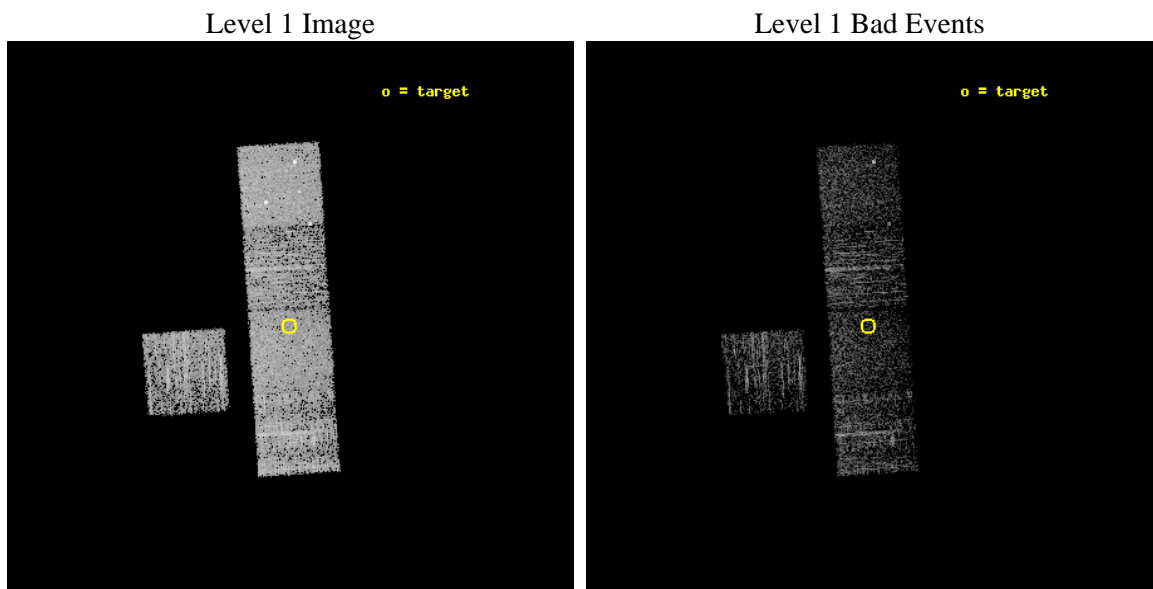 Level 1 Image
Level 1 Bad Events
o = target
o = target